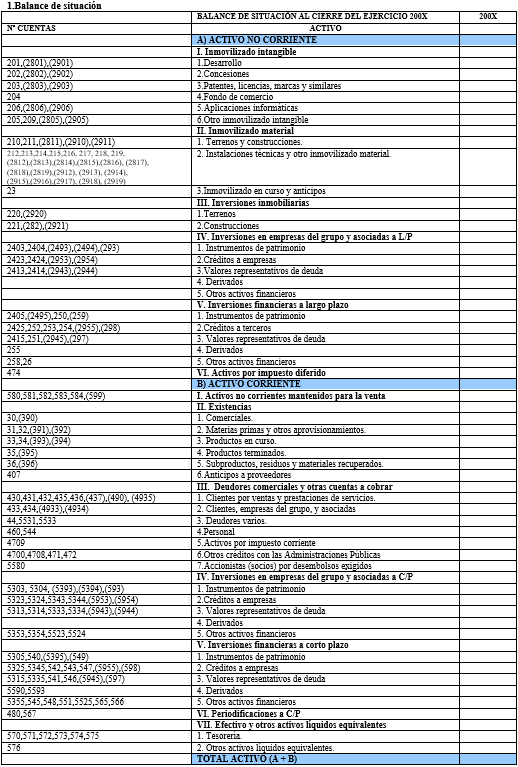 1.Balance de situación
BALANCE DE SITUACIÓN AL CIERRE DEL EJERCICIO 200X 200X
Nº CUENTAS ACTIVO
A) ACTIVO NO CORRIENTE
I. Inmovilizado intangible
201,(2801),(2901) 1.Desarrollo
202,(2802),(2902) 2.Concesiones
203,(2803),(2903) 3.Patentes, licencias, marcas y similares
204 4.Fondo de comercio
206,(2806),(2906) 5.Aplicaciones informáticas
205,209,(2805),(2905) 6.Otro inmovilizado intangible
II. Inmovilizado material
210,211,(2811),(2910),(2911) 1. Terrenos y construcciones.
212,213,214,215,216, 217, 218, 219, 2. Instalaciones técnicas y otro inmovilizado material.
(2812),(2813),(2814),(2815),(2816), (2817),
(2818),(2819),(2912), (2913), (2914),
(2915),(2916),(2917), (2918), (2919)
23 3.Inmovilizado en curso y anticipos
III. Inversiones inmobiliarias
220,(2920) 1.Terrenos
221,(282),(2921) 2.Construcciones
IV. Inversiones en empresas del grupo y asociadas a L/P
2403,2404,(2493),(2494),(293) 1. Instrumentos de patrimonio
2423,2424,(2953),(2954) 2.Créditos a empresas
2413,2414,(2943),(2944) 3.Valores representativos de deuda
4. Derivados
5. Otros activos financieros
V. Inversiones financieras a largo plazo
2405,(2495),250,(259) 1. Instrumentos de patrimonio
2425,252,253,254,(2955),(298) 2.Créditos a terceros
2415,251,(2945),(297) 3. Valores representativos de deuda
255 4. Derivados
258,26 5. Otros activos financieros
474 VI. Activos por impuesto diferido
B) ACTIVO CORRIENTE
580,581,582,583,584,(599) I. Activos no corrientes mantenidos para la venta
II. Existencias
30,(390) 1. Comerciales.
31,32,(391),(392) 2. Materias primas y otros aprovisionamientos.
33,34,(393),(394) 3. Productos en curso.
35,(395) 4. Productos terminados.
36,(396) 5. Subproductos, residuos y materiales recuperados.
407 6.Anticipos a proveedores
III. Deudores comerciales y otras cuentas a cobrar
430,431,432,435,436,(437),(490), (4935) 1. Clientes por ventas y prestaciones de servicios.
433,434,(4933),(4934) 2. Clientes, empresas del grupo, y asociadas
44,5531,5533 3. Deudores varios.
460,544 4.Personal
4709 5.Activos por impuesto corriente
4700,4708,471,472 6.Otros créditos con las Administraciones Públicas
5580 7.Accionistas (socios) por desembolsos exigidos
IV. Inversiones en empresas del grupo y asociadas a C/P
5303, 5304, (5393),(5394),(593) 1. Instrumentos de patrimonio
5323,5324,5343,5344,(5953),(5954) 2.Créditos a empresas
5313,5314,5333,5334,(5943),(5944) 3. Valores representativos de deuda
4. Derivados
5353,5354,5523,5524 5. Otros activos financieros
V. Inversiones financieras a corto plazo
5305,540,(5395),(549) 1. Instrumentos de patrimonio
5325,5345,542,543,547,(5955),(598) 2. Créditos a empresas
5315,5335,541,546,(5945),(597) 3. Valores representativos de deuda
5590,5593 4. Derivados
5355,545,548,551,5525,565,566 5. Otros activos financieros
480,567 VI. Periodificaciones a C/P
VII. Efectivo y otros activos líquidos equivalentes
570,571,572,573,574,575 1. Tesorería.
576 2. Otros activos líquidos equivalentes.
TOTAL ACTIVO (A + B)